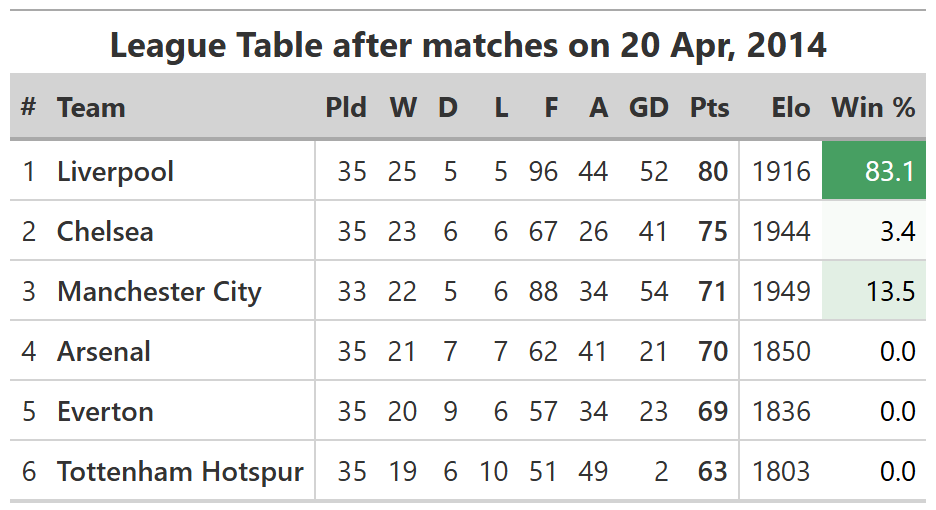 League Table after matches on 20 Apr, 2014
# Team Pld W D L F A GD Pts Elo Win %
1 Liverpool 35 25 5 5 96 44 52 80 1916 83.1
2 Chelsea 35 23 6 6 67 26 41 75 1944 3.4
3 Manchester City 33 22 5 6 88 34 54 71 1949 13.5
4 Arsenal 35 21 7 7 62 41 21 70 1850 0.0
5 Everton 35 20 9 6 57 34 23 69 1836 0.0
6 Tottenham Hotspur 35 19 6 10 51 49 2 63 1803 0.0